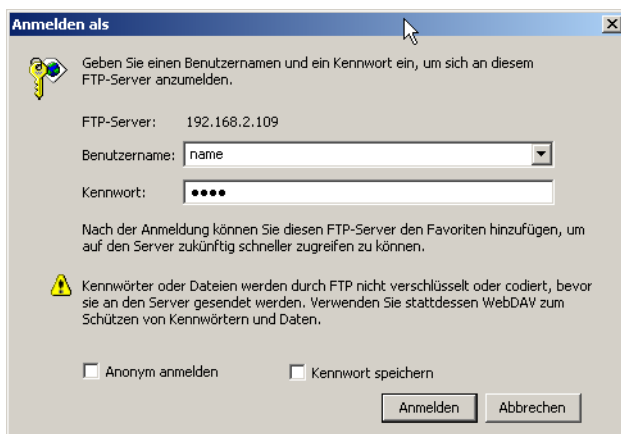 Anmelden als
Geben Sie einen Benutzernamen und ein Kennwort ein, um sich an diesem
FTP-Server anzumelden.
FTP-Server: 192.168.2.109
Benutzername: name
Kennwort: ●●●●
Nach der Anmeldung können Sie diesen FTP-Server den Favoriten hinzufügen, um
auf den Server zukünftig schneller zugreifen zu können.
Kennwörter oder Dateien werden durch FTP nicht verschlüsselt oder codiert, bevor
sie an den Server gesendet werden. Verwenden Sie stattdessen WebDAV zum
Schützen von Kennwörtern und Daten.
Anonym anmelden Kennwort speichern
Anmelden Abbrechen